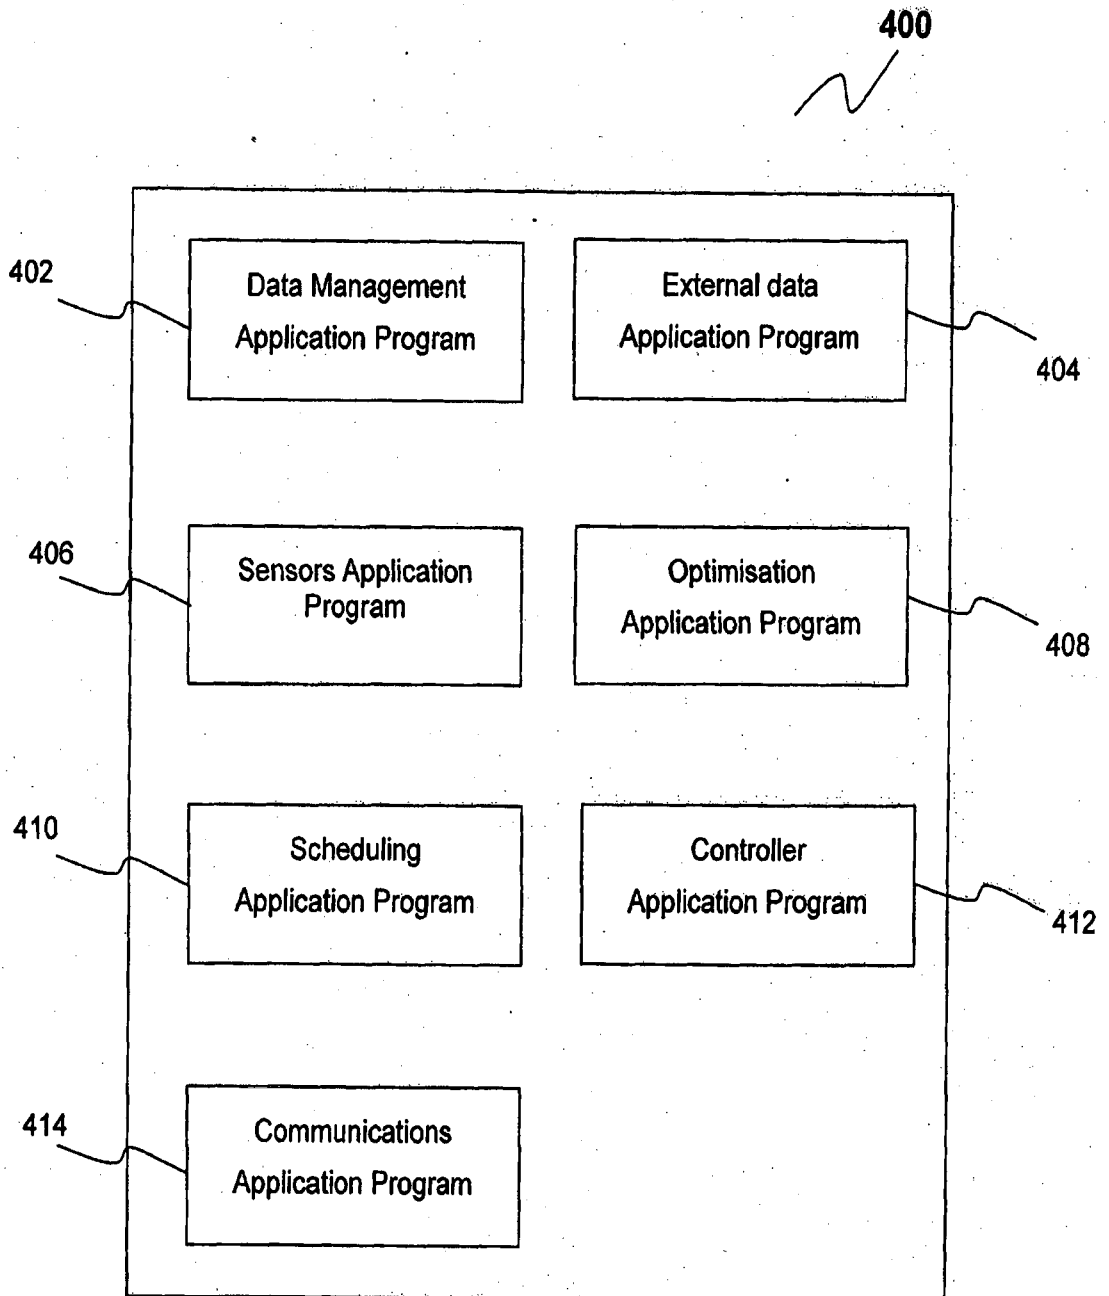 400
402
Data Management
Application Program
External data
Application Program
404
406
Sensors Application
Program
Optimisation
Application Program
408
410
Scheduling
Application Program
Controller
Application Program
412
414
Communications
Application Program